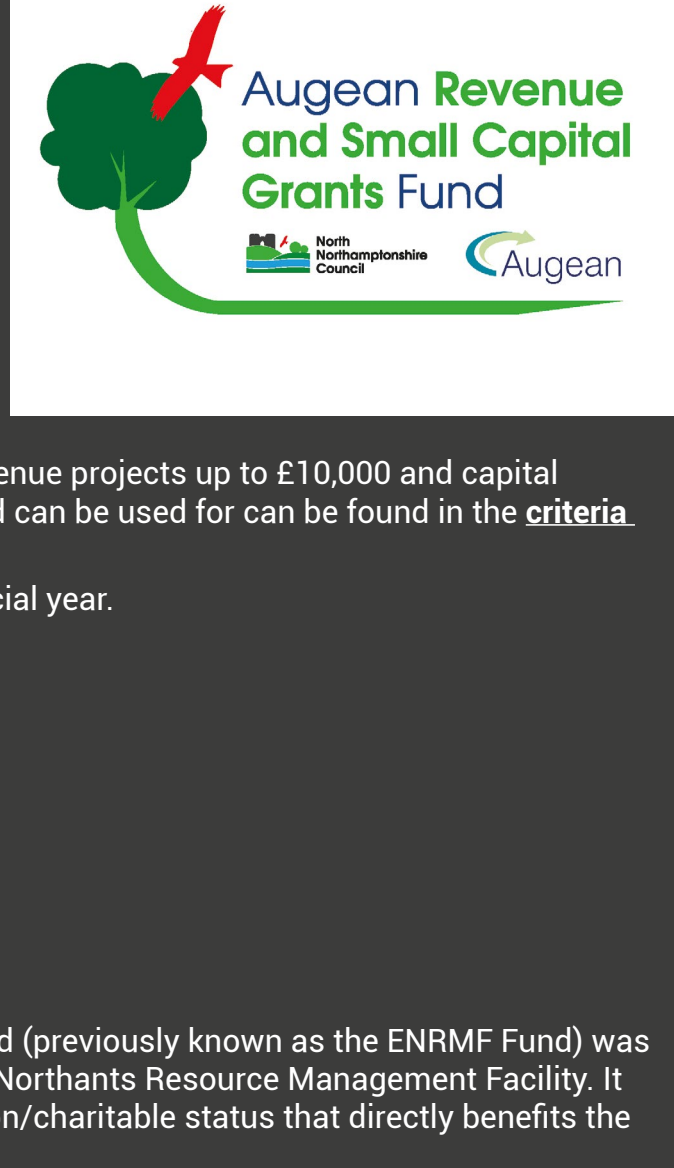 Augean Revenue
and Small Capital
Grants Fund
North
Northamptonshire
Council
Augean
enue projects up to £10,000 and capital
d can be used for can be found in the criteria
cial year.
d (previously known as the ENRMF Fund) was
Northants Resource Management Facility. It
n/charitable status that directly benefits the